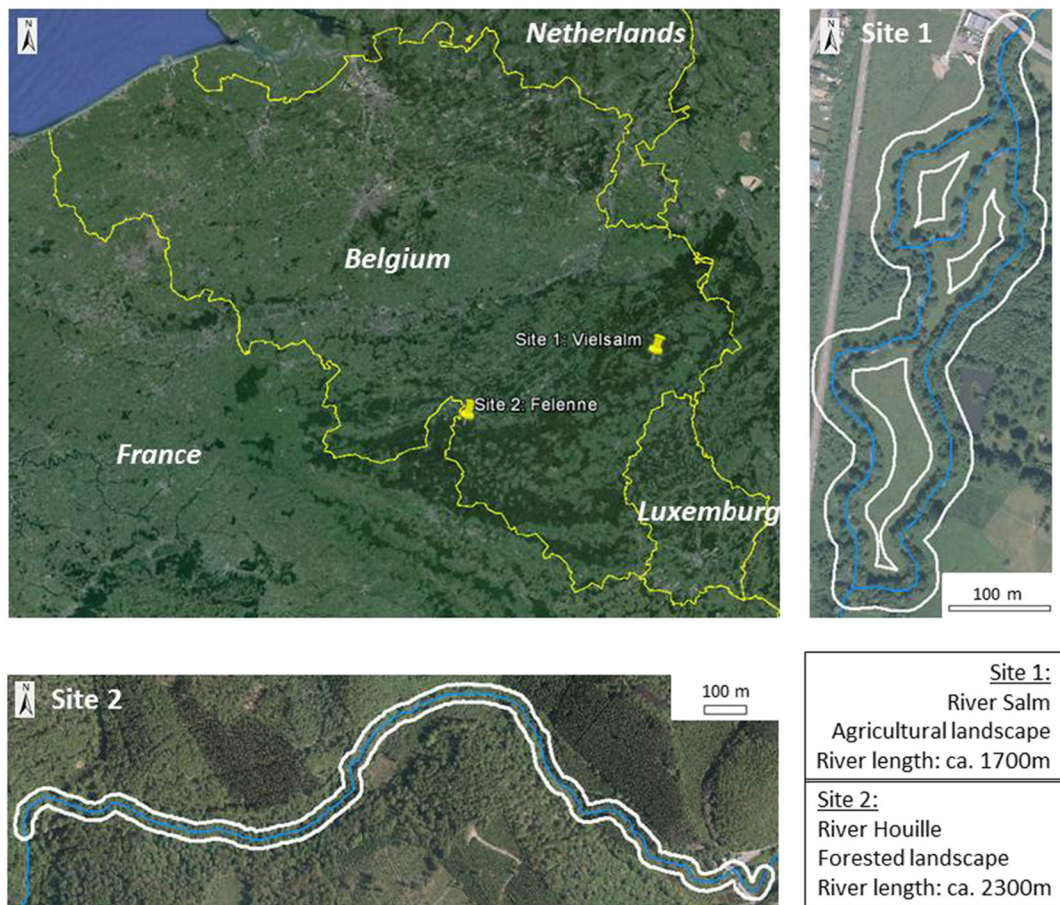 N
Netherlands
Belgium
Site 1: Vielsalm
Site 2: Felenne
France
Luxemburg
N
Site 1
100 m
N
Site 2
100 m
Site 1:
River Salm
Agricultural landscape
River length: ca. 1700m
Site 2:
River Houille
Forested landscape
River length: ca. 2300m